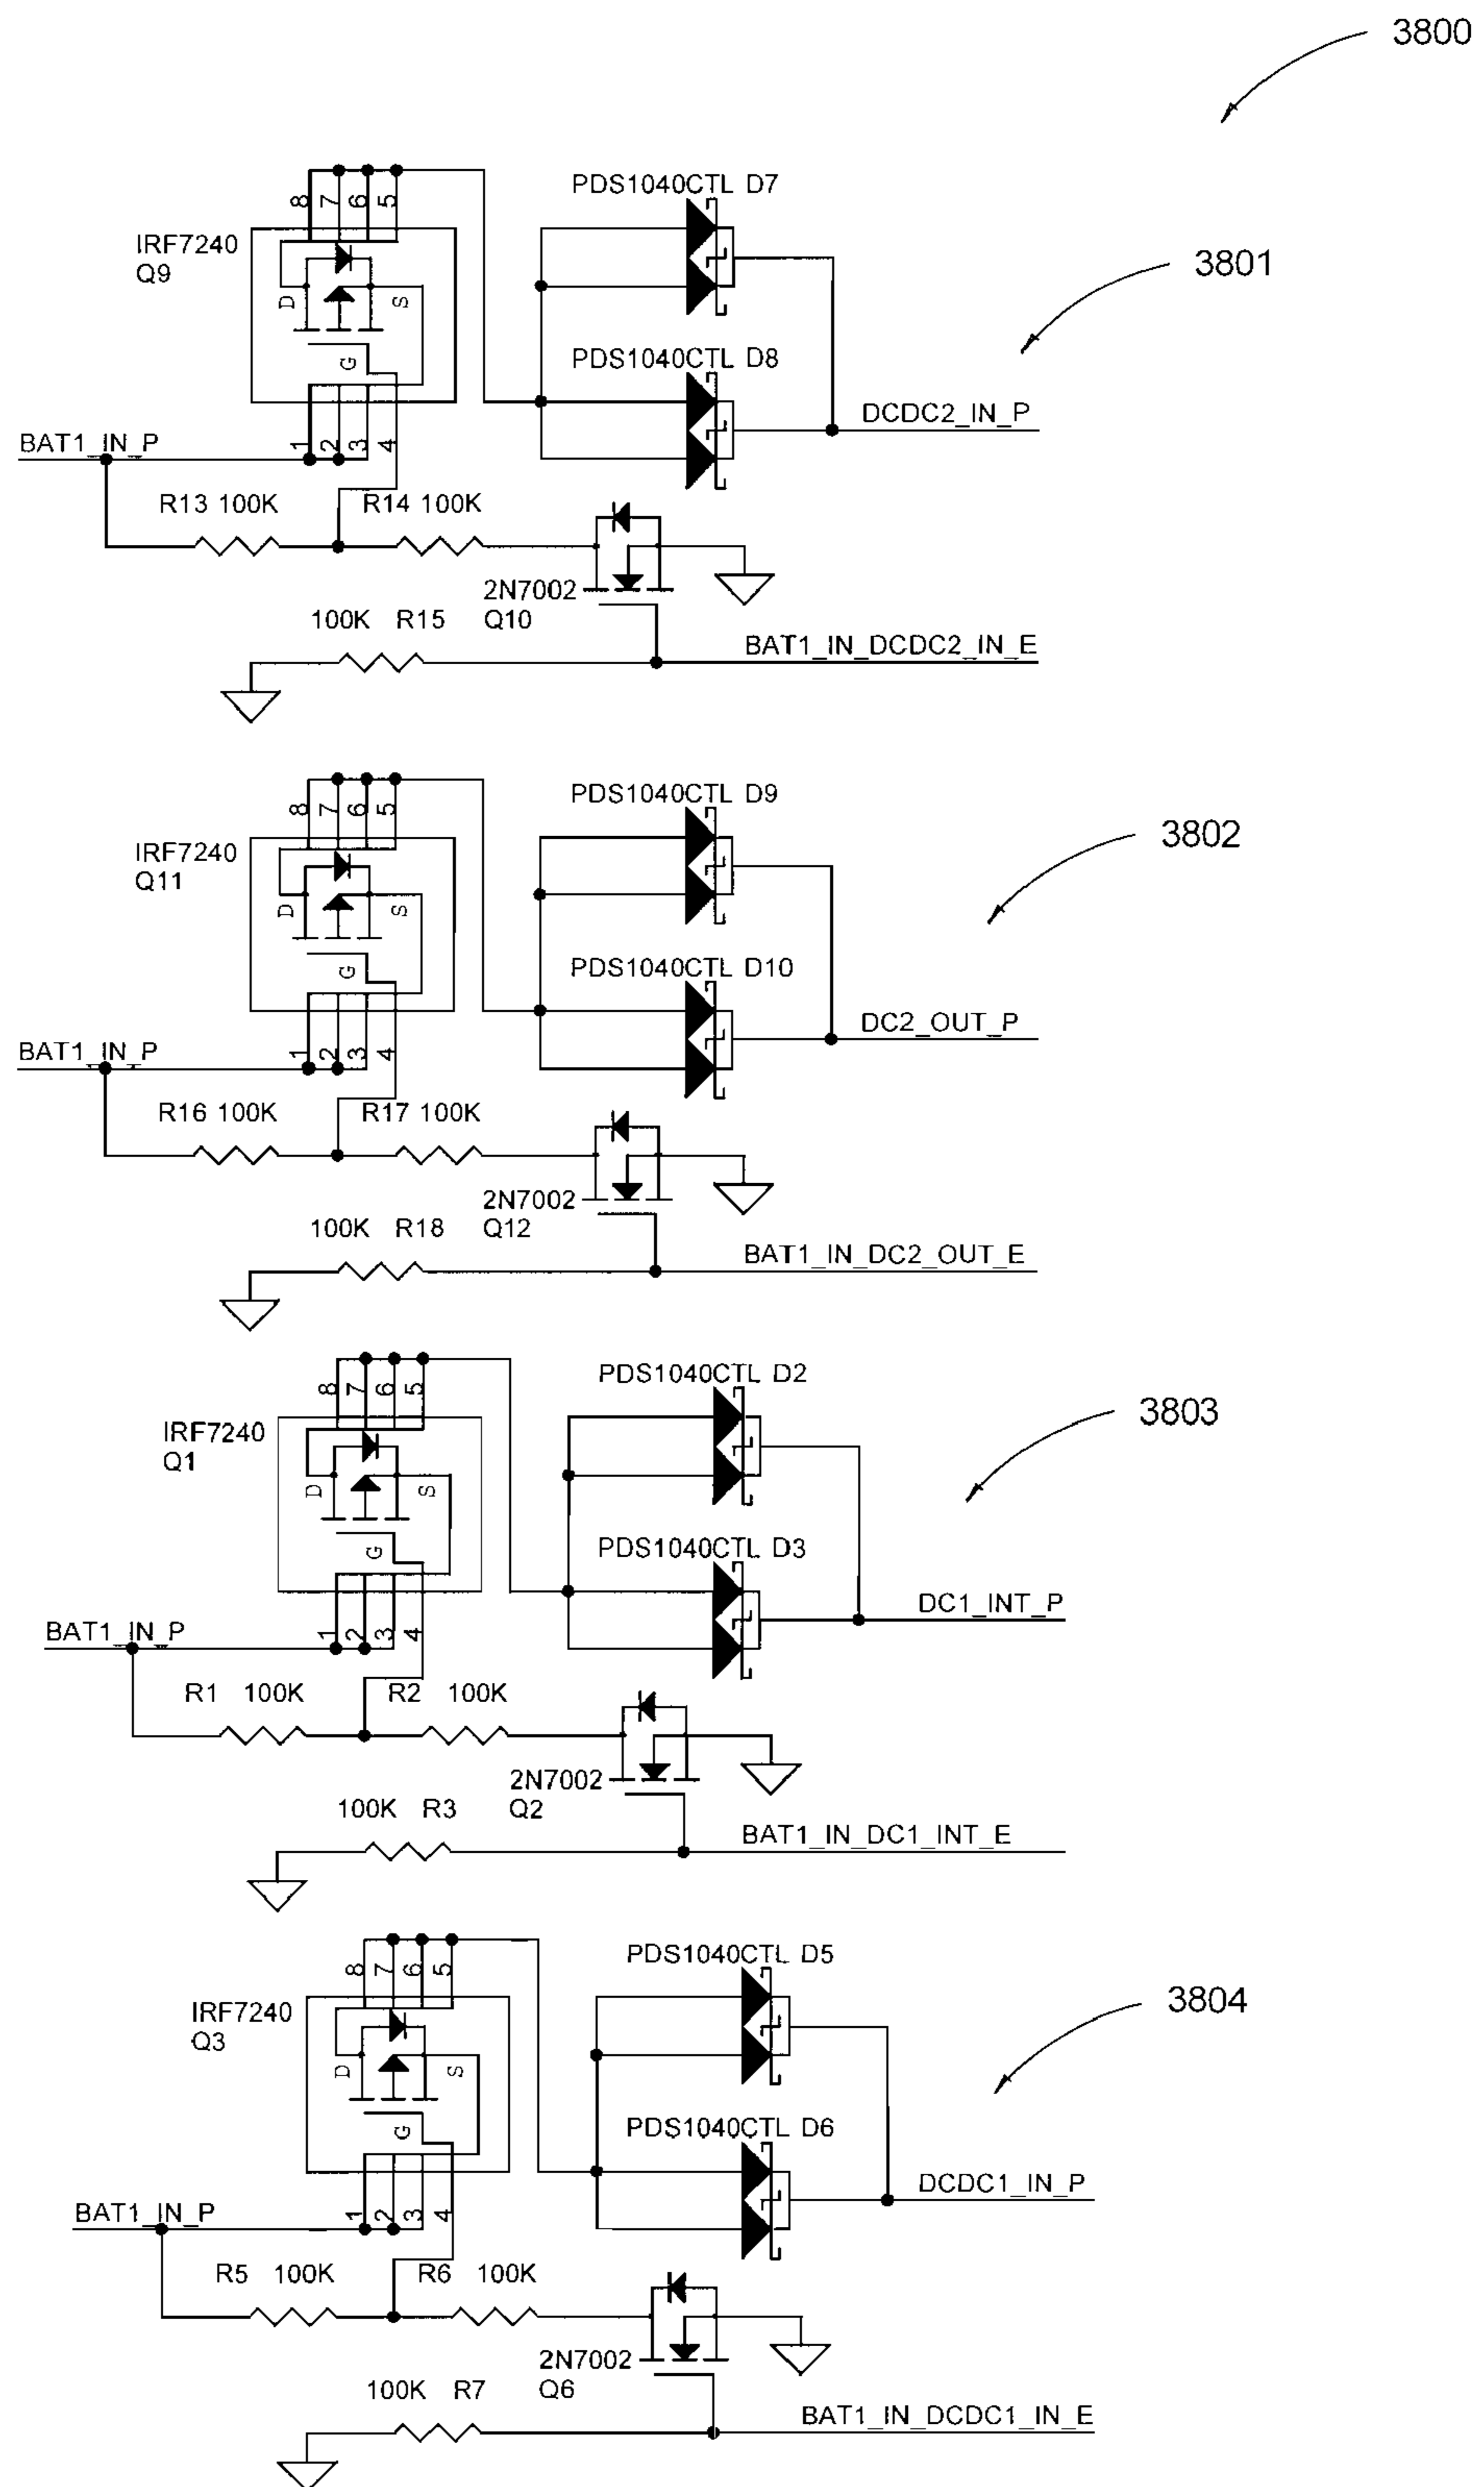 3800
PDS1040CTL D7
8 7 6 5
IRF7240
Q9
3801
D S
G
PDS1040CTL D8
DCDC2_IN_P
BAT1_IN_P
1 2 3 4
R13 100K
R14 100K
2N7002
Q10
100K R15
BAT1_IN_DCDC2_IN_E
PDS1040CTL D9
8 7 6 5
3802
IRF7240
Q11
D S
G
PDS1040CTL D10
DC2_OUT_P
BAT1_IN_P
1 2 3 4
R16 100K
R17 100K
2N7002
Q12
100K R18
BAT1_IN_DC2_OUT_E
PDS1040CTL D2
8 7 6 5
3803
IRF7240
Q1
D S
G
PDS1040CTL D3
DC1_INT_P
BAT1_IN_P
1 2 3 4
R1 100K
R2 100K
2N7002
Q2
100K R3
BAT1_IN_DC1_INT_E
PDS1040CTL D5
8 7 6 5
3804
IRF7240
Q3
D S
G
PDS1040CTL D6
DCDC1_IN_P
BAT1_IN_P
1 2 3 4
R5 100K
R6 100K
2N7002
Q6
100K R7
BAT1_IN_DCDC1_IN_E